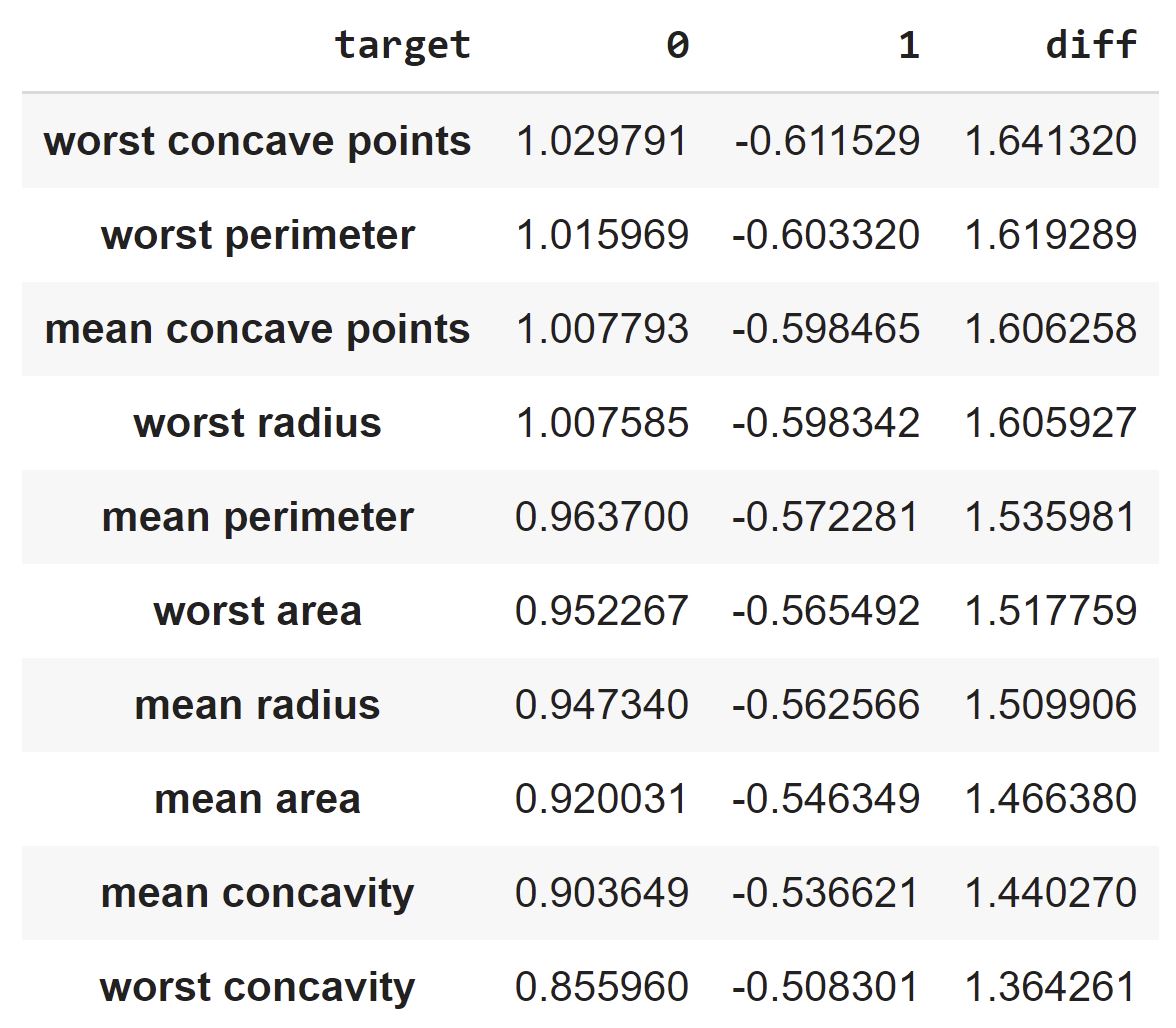 target 0 1 diff
worst concave points 1.029791 -0.611529 1.641320
worst perimeter 1.015969 -0.603320 1.619289
mean concave points 1.007793 -0.598465 1.606258
worst radius 1.007585 -0.598342 1.605927
mean perimeter 0.963700 -0.572281 1.535981
worst area 0.952267 -0.565492 1.517759
mean radius 0.947340 -0.562566 1.509906
mean area 0.920031 -0.546349 1.466380
mean concavity 0.903649 -0.536621 1.440270
worst concavity 0.855960 -0.508301 1.364261